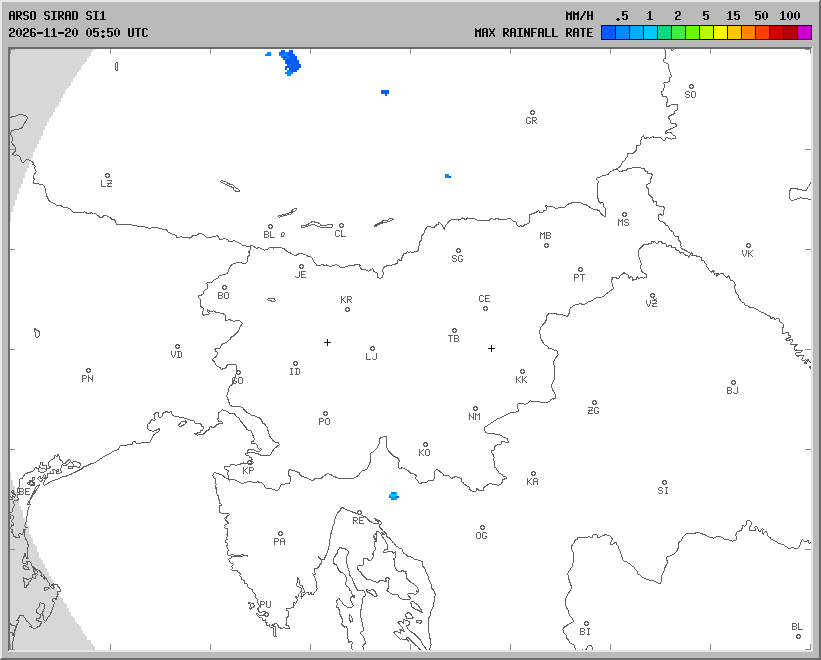 ARSO SIRAD SI1 MM/H .5 1 2 5 15 50 100
2026-11-20 05:50 UTC MAX RAINFALL RATE
SO
GR
LZ
MS
BL CL
MB
VK
SG
JE
PT
BO
KR CE
VZ
TB
VD
LJ
ID
PN
GO
KK
BJ
NM
ZG
PO
KO
KP
KA
BE
SI
RE
OG
PA
PU
BI
BL